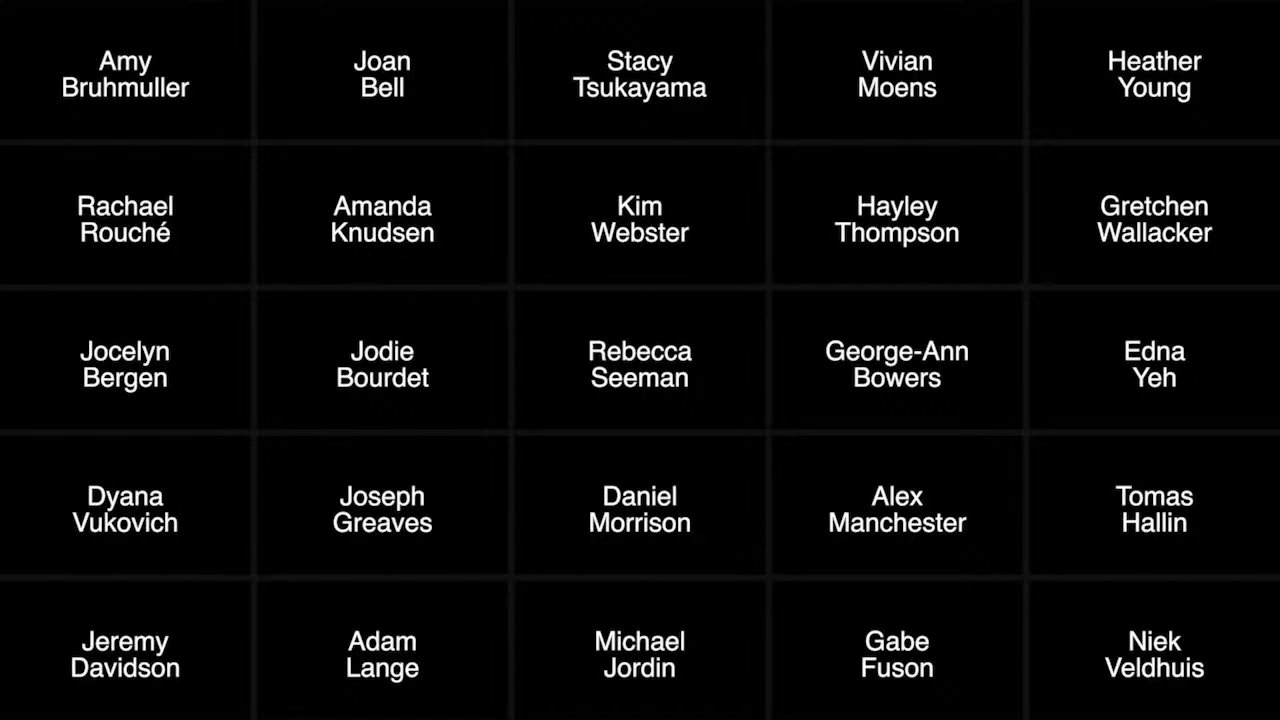 Amy
Bruhmuller
Joan
Bell
Stacy
Tsukayama
Vivian
Moens
Heather
Young
Rachael
Rouché
Amanda
Knudsen
Kim
Webster
Hayley
Thompson
Gretchen
Wallacker
Jocelyn
Bergen
Jodie
Bourdet
Rebecca
Seeman
George-Ann
Bowers
Edna
Yeh
Dyana
Vukovich
Joseph
Greaves
Daniel
Morrison
Alex
Manchester
Tomas
Hallin
Jeremy
Davidson
Adam
Lange
Michael
Jordin
Gabe
Fuson
Niek
Veldhuis